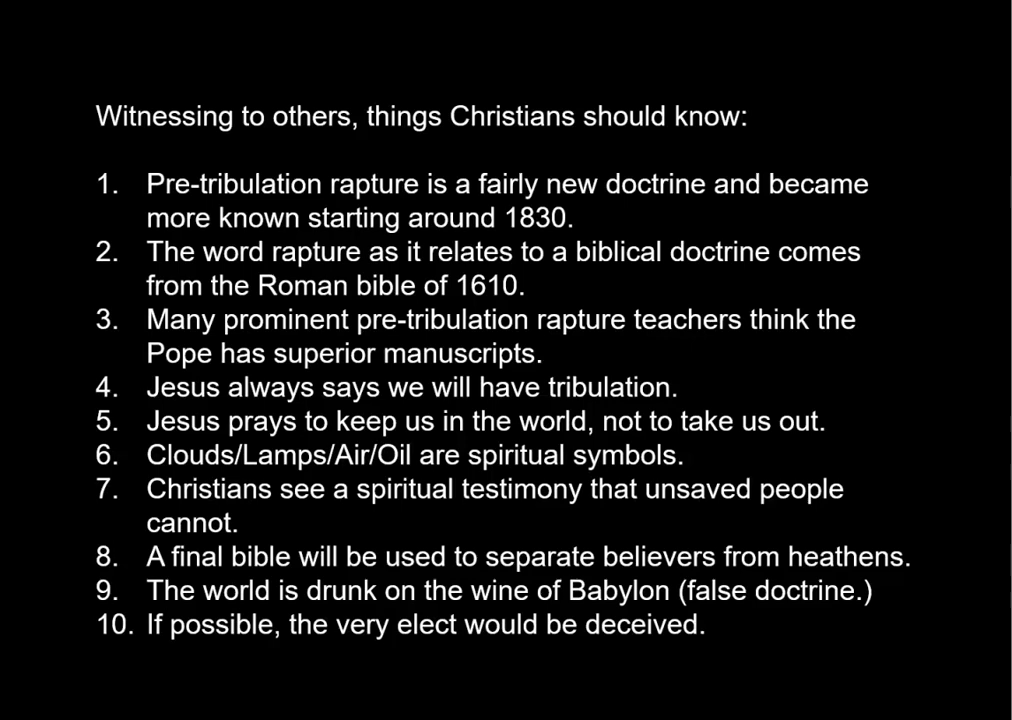 Witnessing to others, things Christians should know:
1. Pre-tribulation rapture is a fairly new doctrine and became
more known starting around 1830.
2. The word rapture as it relates to a biblical doctrine comes
from the Roman bible of 1610.
3. Many prominent pre-tribulation rapture teachers think the
Pope has superior manuscripts.
4. Jesus always says we will have tribulation.
5. Jesus prays to keep us in the world, not to take us out.
6. Clouds/Lamps/Air/Oil are spiritual symbols.
7. Christians see a spiritual testimony that unsaved people
cannot.
8. A final bible will be used to separate believers from heathens.
9. The world is drunk on the wine of Babylon (false doctrine.)
10. If possible, the very elect would be deceived.